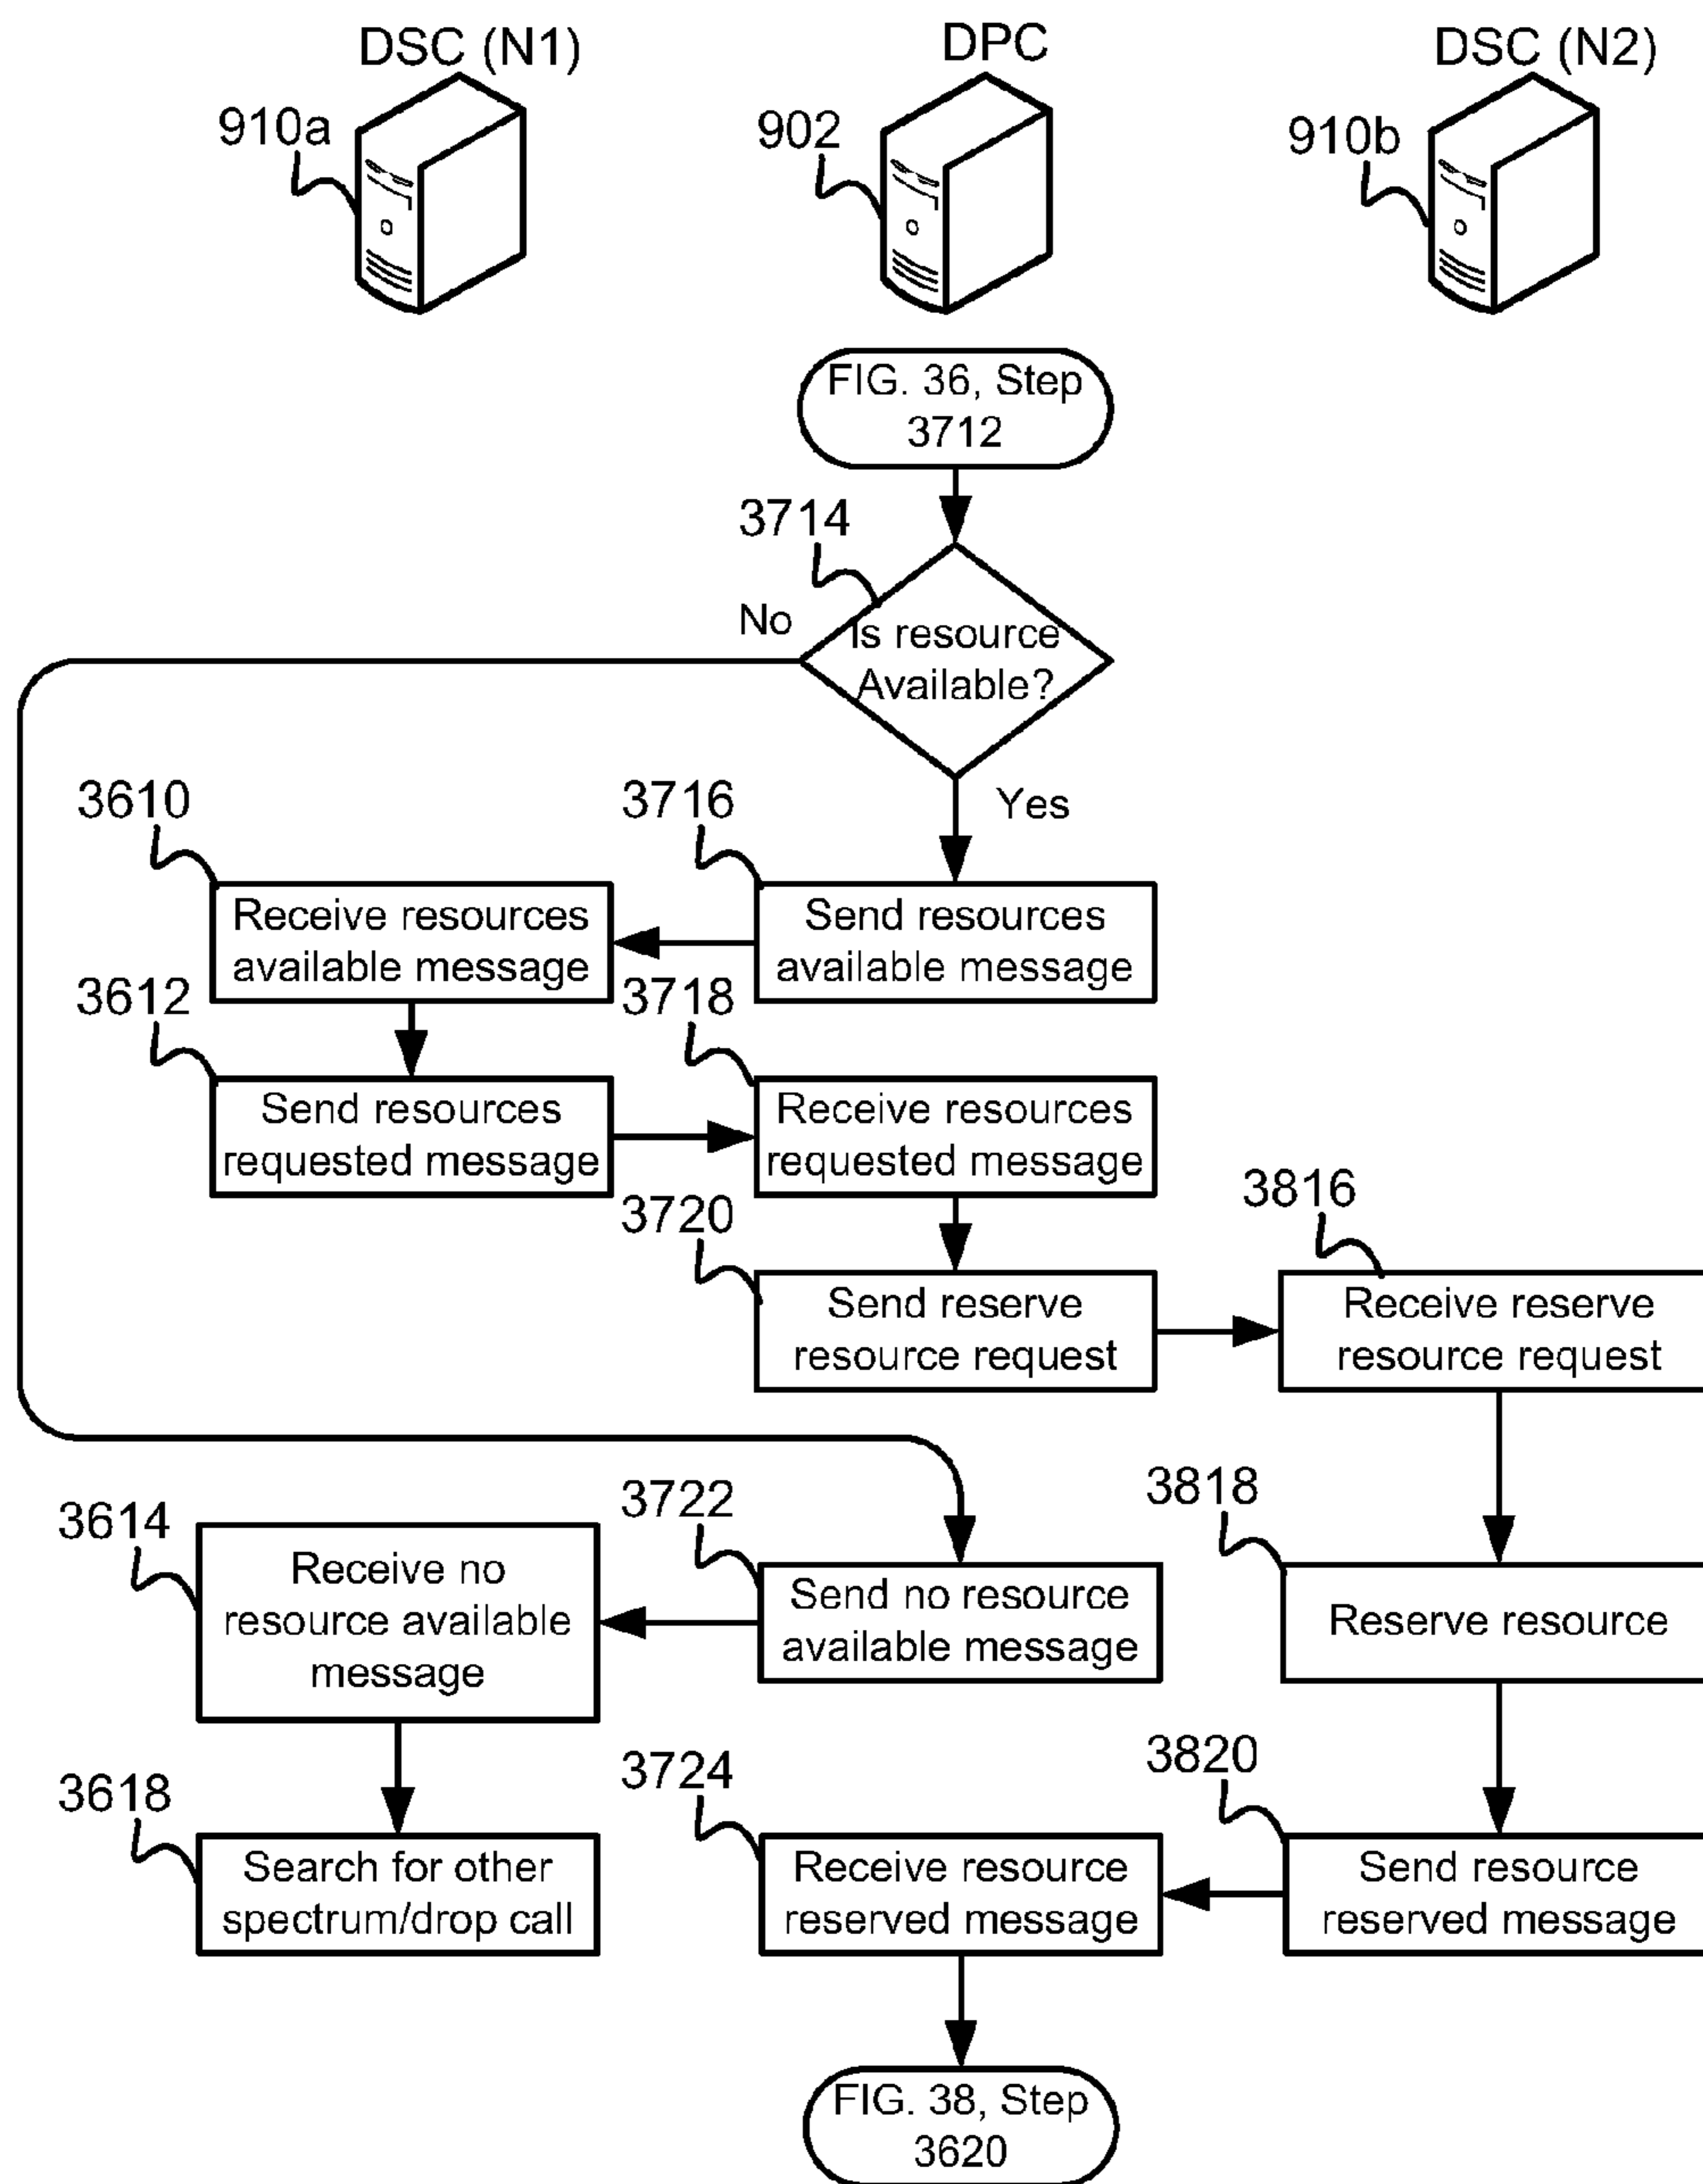 DSC (N1)
DPC
DSC (N2)
910a
902
910b
FIG. 36, Step
3712
3714
No
Is resource
Available?
Yes
3610
3716
Receive resources
available message
Send resources
available message
3612
3718
Send resources
requested message
Receive resources
requested message
3720
3816
Send reserve
resource request
Receive reserve
resource request
3614
3722
3818
Receive no
resource available
message
Send no resource
available message
Reserve resource
3618
3724
3820
Search for other
spectrum/drop call
Receive resource
reserved message
Send resource
reserved message
FIG. 38, Step
3620